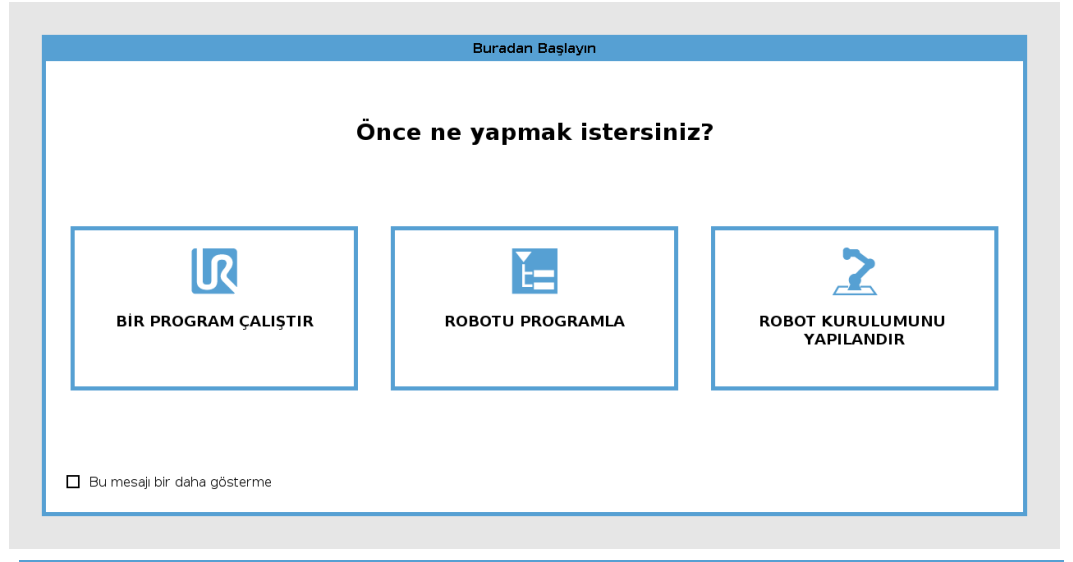 Buradan Başlayın
Önce ne yapmak istersiniz?
BİR PROGRAM ÇALIŞTIR
ROBOTU PROGRAMLA
ROBOT KURULUMUNU
YAPILANDIR
Bu mesajı bir daha gösterme